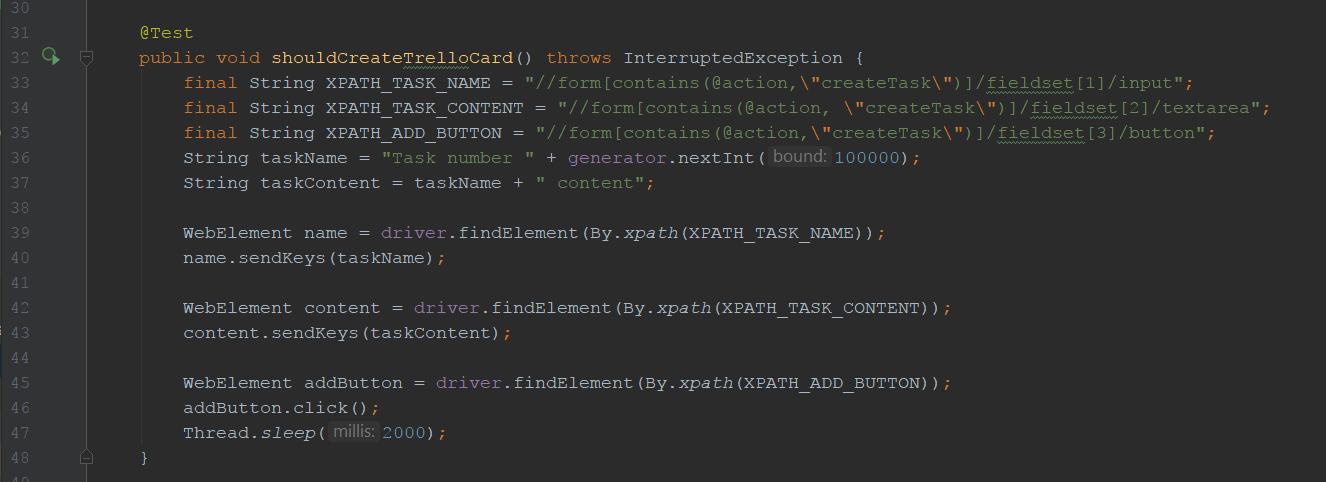 30
31 @Test
32 public void shouldCreateTrelloCard() throws InterruptedException {
33 final String XPATH_TASK_NAME = "//form[contains(@action,\"createTask\")]/fieldset[1]/input";
34 final String XPATH_TASK_CONTENT = "//form[contains(@action, \"createTask\")]/fieldset[2]/textarea";
35 final String XPATH_ADD_BUTTON = "//form[contains(@action,\"createTask\")]/fieldset[3]/button";
36 String taskName = "Task number " + generator.nextInt( bound: 100000);
37 String taskContent = taskName + " content";
38
39 WebElement name = driver.findElement(By.xpath(XPATH_TASK_NAME));
40 name.sendKeys(taskName);
41
42 WebElement content = driver.findElement(By.xpath(XPATH_TASK_CONTENT));
43 content.sendKeys(taskContent);
44
45 WebElement addButton = driver.findElement(By.xpath(XPATH_ADD_BUTTON));
46 addButton.click();
47 Thread.sleep( millis: 2000);
48 }